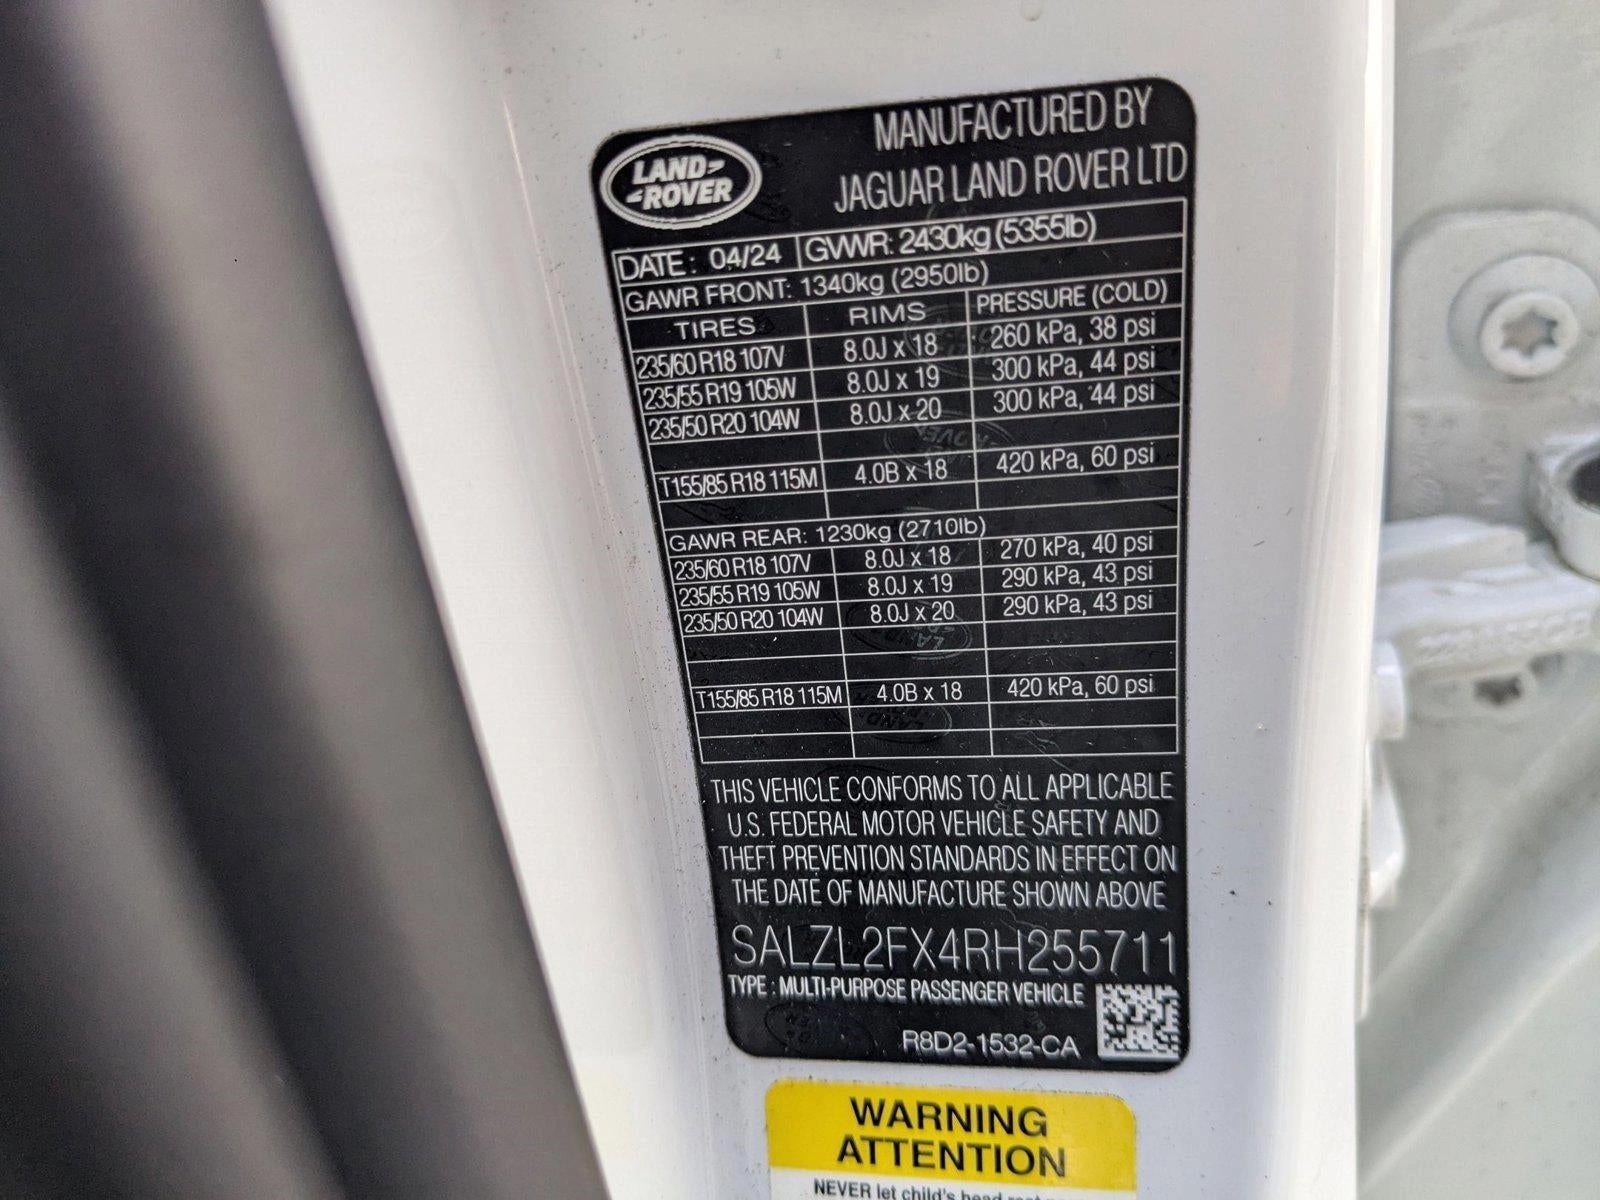 LAND-
-ROVER
MANUFACTURED BY
JAGUAR LAND ROVER LTD
DATE: 04/24 GVWR: 2430kg (5355lb)
GAWR FRONT: 1340kg (2950lb)
TIRES RIMS PRESSURE (COLD)
235/60 R18 107V 8.0J x 18 260 kPa, 38 psi
235/55 R19 105W 8.0J x 19 300 kPa, 44 psi
235/50 R20 104W 8.0J x 20 300 kPa, 44 psi
T155/85 R18 115M 4.0B x 18 420 kPa, 60 psi
GAWR REAR: 1230kg (2710lb)
235/60 R18 107V 8.0J x 18 270 kPa, 40 psi
235/55 R19 105W 8.0J x 19 290 kPa, 43 psi
235/50 R20 104W 8.0J x 20 290 kPa, 43 psi
T155/85 R18 115M 4.0B x 18 420 kPa, 60 psi
THIS VEHICLE CONFORMS TO ALL APPLICABLE
U.S. FEDERAL MOTOR VEHICLE SAFETY AND
THEFT PREVENTION STANDARDS IN EFFECT ON
THE DATE OF MANUFACTURE SHOWN ABOVE
SALZL2FX4RH255711
TYPE : MULTI-PURPOSE PASSENGER VEHICLE
R8D2-1532-CA
WARNING
ATTENTION
NEVER let child's head rest